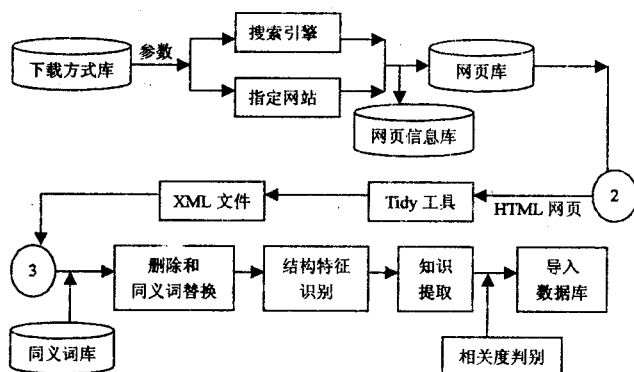 搜索引擎
下载方式库
参数
网页库
指定网站
网页信息库
XML 文件
Tidy 工具
HTML 网页
2
3
删除和
同义词替换
结构特征
识别
知识
提取
导入
数据库
同义词库
相关度判别